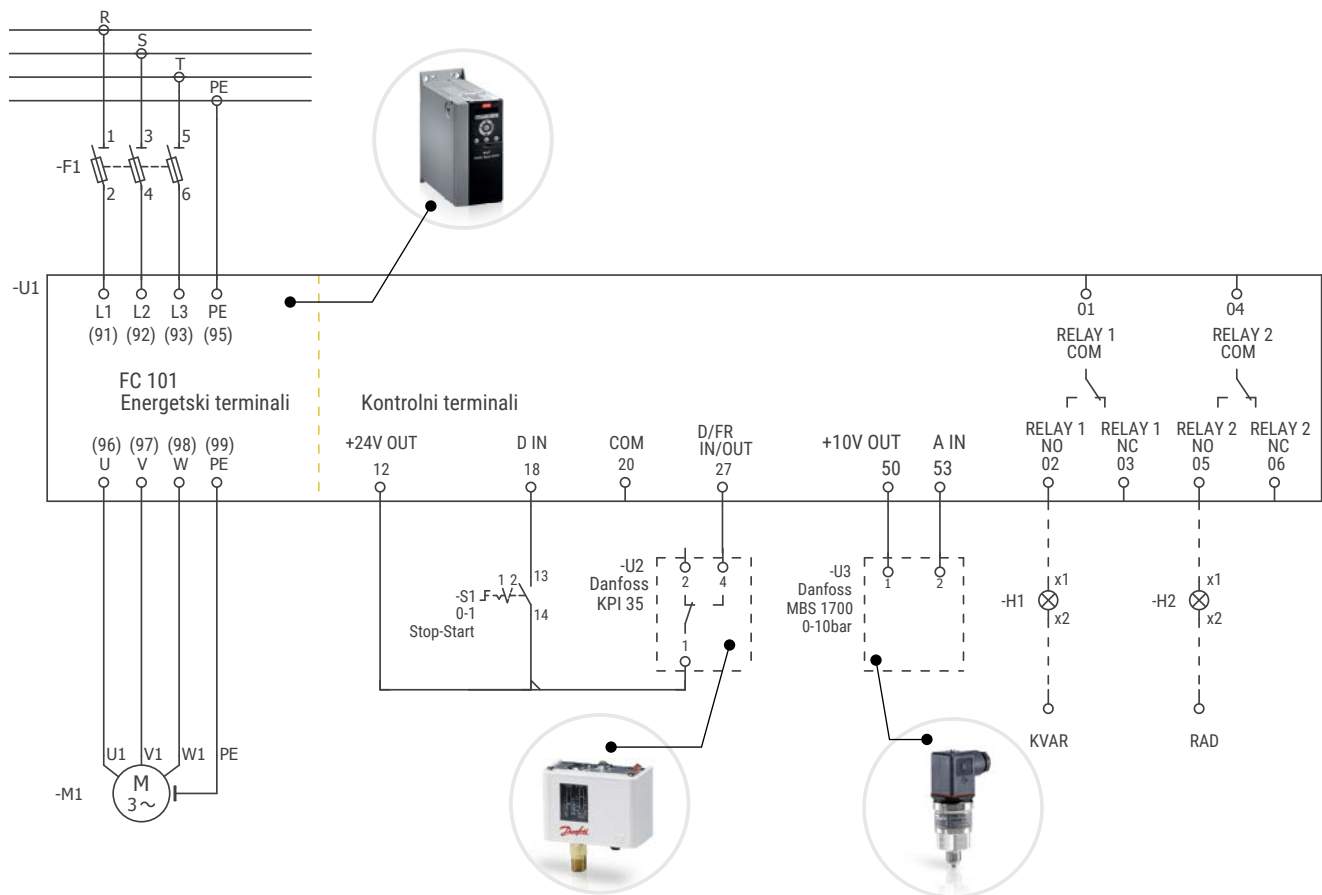 R
S
T
PE
1 3 5
-F1
2 4 6
-U1
L1 L2 L3 PE
(91) (92) (93) (95)
01 04
RELAY 1
COM
RELAY 2
COM
FC 101
Energetski terminali
Kontrolni terminali
(96) (97) (98) (99)
U V W PE
+24V OUT
12
D IN
18
COM
20
D/FR
IN/OUT
27
+10V OUT
50
A IN
53
RELAY 1
NO
02
RELAY 1
NC
03
RELAY 2
NO
05
RELAY 2
NC
06
1 2 13
-S1
0-1
14
Stop-Start
-U2
Danfoss
KPI 35
2 4
1
-U3
Danfoss
MBS 1700
0-10bar
1 2
-H1
x1
x2
-H2
x1
x2
KVAR
RAD
U1 V1 W1 PE
-M1
M
3~
Danfoss